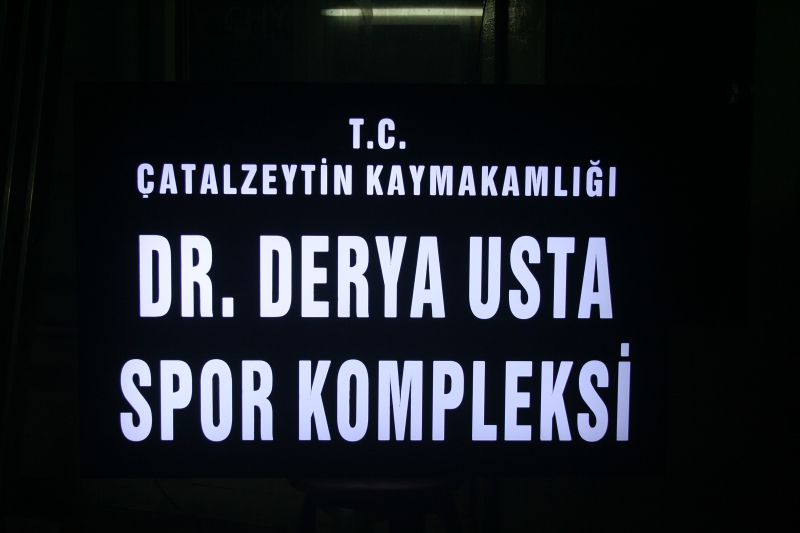 T.C.
ÇATALZEYTİN KAYMAKAMLIĞI
DR. DERYA USTA
SPOR KOMPLEKSİ